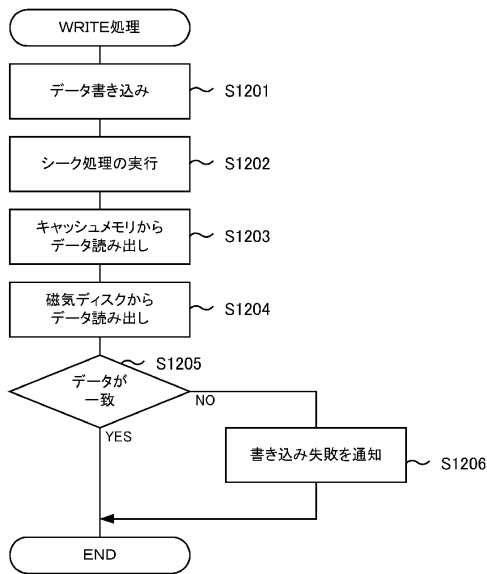 WRITE処理
データ書き込み
S1201
シーク処理の実行
S1202
キャッシュメモリから
データ読み出し
S1203
磁気ディスクから
データ読み出し
S1204
S1205
データが
一致
NO
YES
書き込み失敗を通知
S1206
END